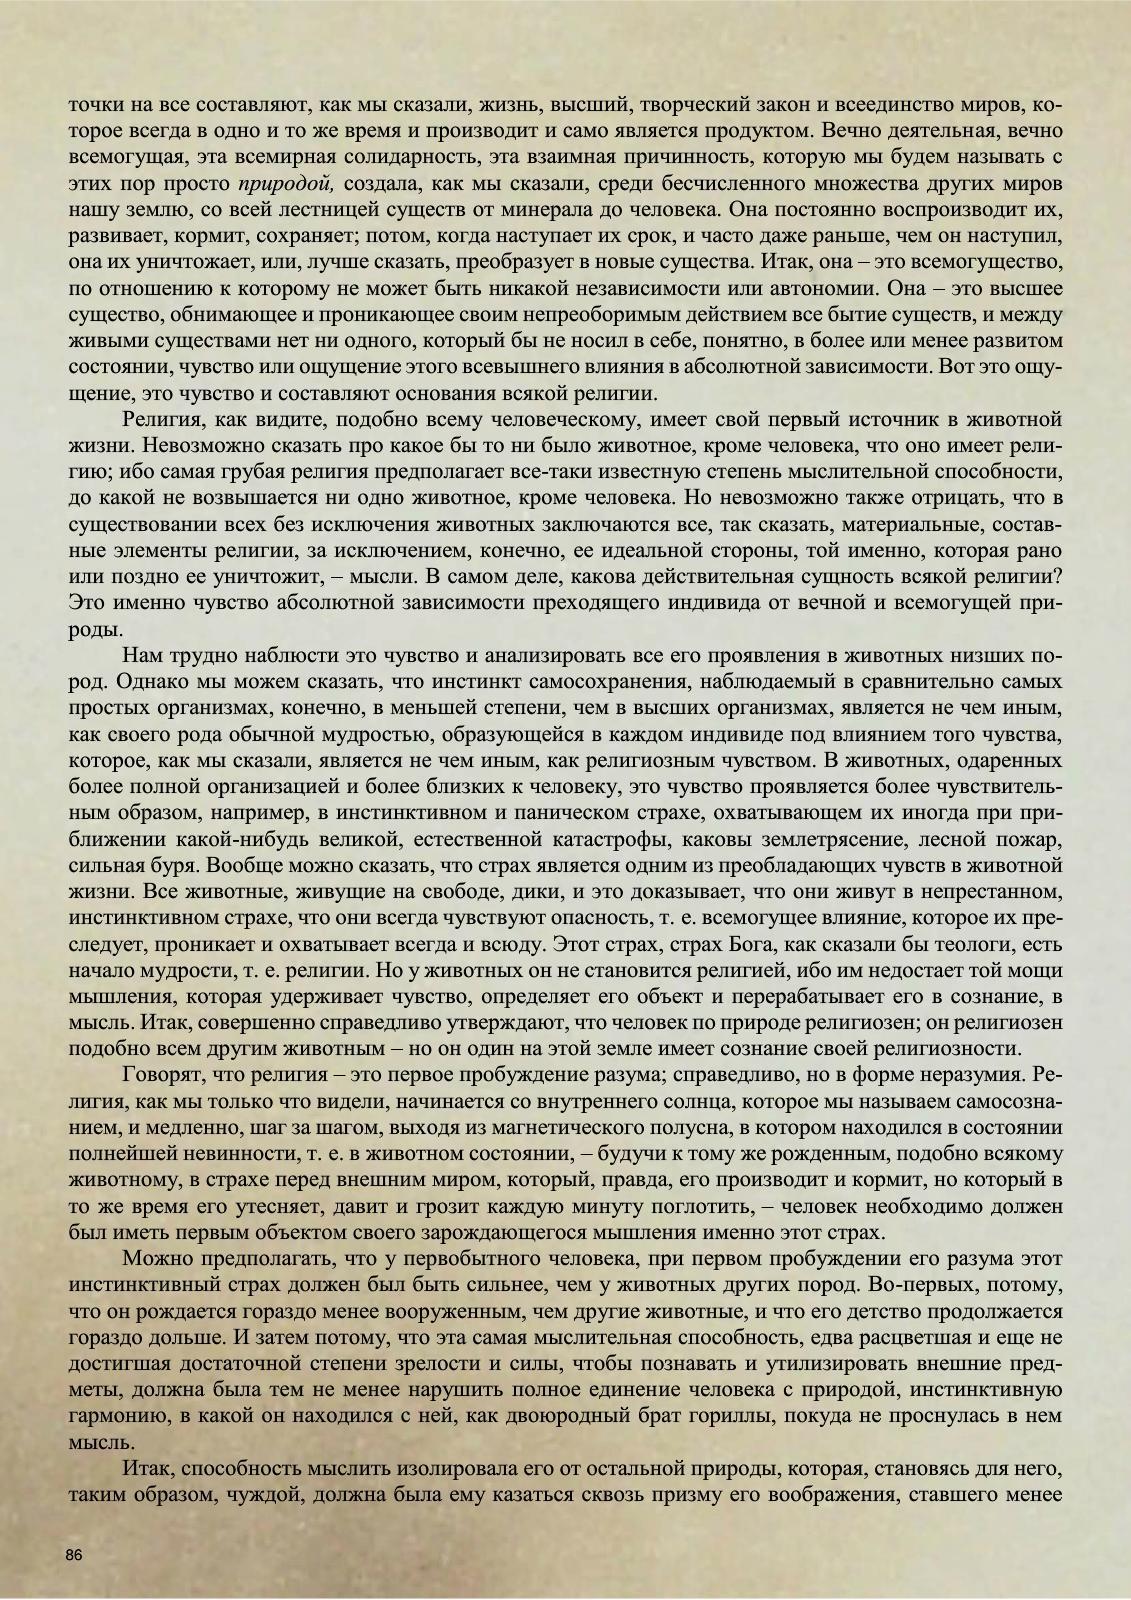 точки на все составляют, как мы сказали, жизнь, высший, творческий закон и всеединство миров, ко-
торое всегда в одно и то же время и производит и само является продуктом. Вечно деятельная, вечно
всемогущая, эта всемирная солидарность, эта взаимная причинность, которую мы будем называть с
этих пор просто природой, создала, как мы сказали, среди бесчисленного множества других миров
нашу землю, со всей лестницей существ от минерала до человека. Она постоянно воспроизводит их,
развивает, кормит, сохраняет; потом, когда наступает их срок, и часто даже раньше, чем он наступил,
она их уничтожает, или, лучше сказать, преобразует в новые существа. Итак, она – это всемогущество,
по отношению к которому не может быть никакой независимости или автономии. Она – это высшее
существо, обнимающее и проникающее своим непреоборимым действием все бытие существ, и между
живыми существами нет ни одного, который бы не носил в себе, понятно, в более или менее развитом
состоянии, чувство или ощущение этого всевышнего влияния в абсолютной зависимости. Вот это ощу-
щение, это чувство и составляют основания всякой религии.
Религия, как видите, подобно всему человеческому, имеет свой первый источник в животной
жизни. Невозможно сказать про какое бы то ни было животное, кроме человека, что оно имеет рели-
гию; ибо самая грубая религия предполагает все-таки известную степень мыслительной способности,
до какой не возвышается ни одно животное, кроме человека. Но невозможно также отрицать, что в
существовании всех без исключения животных заключаются все, так сказать, материальные, состав-
ные элементы религии, за исключением, конечно, ее идеальной стороны, той именно, которая рано
или поздно ее уничтожит, – мысли. В самом деле, какова действительная сущность всякой религии?
Это именно чувство абсолютной зависимости преходящего индивида от вечной и всемогущей при-
роды.
Нам трудно наблюсти это чувство и анализировать все его проявления в животных низших по-
род. Однако мы можем сказать, что инстинкт самосохранения, наблюдаемый в сравнительно самых
простых организмах, конечно, в меньшей степени, чем в высших организмах, является не чем иным,
как своего рода обычной мудростью, образующейся в каждом индивиде под влиянием того чувства,
которое, как мы сказали, является не чем иным, как религиозным чувством. В животных, одаренных
более полной организацией и более близких к человеку, это чувство проявляется более чувствитель-
ным образом, например, в инстинктивном и паническом страхе, охватывающем их иногда при при-
ближении какой-нибудь великой, естественной катастрофы, каковы землетрясение, лесной пожар,
сильная буря. Вообще можно сказать, что страх является одним из преобладающих чувств в животной
жизни. Все животные, живущие на свободе, дики, и это доказывает, что они живут в непрестанном,
инстинктивном страхе, что они всегда чувствуют опасность, т. е. всемогущее влияние, которое их пре-
следует, проникает и охватывает всегда и всюду. Этот страх, страх Бога, как сказали бы теологи, есть
начало мудрости, т. е. религии. Но у животных он не становится религией, ибо им недостает той мощи
мышления, которая удерживает чувство, определяет его объект и перерабатывает его в сознание, в
мысль. Итак, совершенно справедливо утверждают, что человек по природе религиозен; он религиозен
подобно всем другим животным – но он один на этой земле имеет сознание своей религиозности.
Говорят, что религия – это первое пробуждение разума; справедливо, но в форме неразумия. Ре-
лигия, как мы только что видели, начинается со внутреннего солнца, которое мы называем самосозна-
нием, и медленно, шаг за шагом, выходя из магнетического полусна, в котором находился в состоянии
полнейшей невинности, т. е. в животном состоянии, – будучи к тому же рожденным, подобно всякому
животному, в страхе перед внешним миром, который, правда, его производит и кормит, но который в
то же время его утесняет, давит и грозит каждую минуту поглотить, – человек необходимо должен
был иметь первым объектом своего зарождающегося мышления именно этот страх.
Можно предполагать, что у первобытного человека, при первом пробуждении его разума этот
инстинктивный страх должен был быть сильнее, чем у животных других пород. Во-первых, потому,
что он рождается гораздо менее вооруженным, чем другие животные, и что его детство продолжается
гораздо дольше. И затем потому, что эта самая мыслительная способность, едва расцветшая и еще не
достигшая достаточной степени зрелости и силы, чтобы познавать и утилизировать внешние пред-
меты, должна была тем не менее нарушить полное единение человека с природой, инстинктивную
гармонию, в какой он находился с ней, как двоюродный брат гориллы, покуда не проснулась в нем
мысль.
Итак, способность мыслить изолировала его от остальной природы, которая, становясь для него,
таким образом, чуждой, должна была ему казаться сквозь призму его воображения, ставшего менее
86